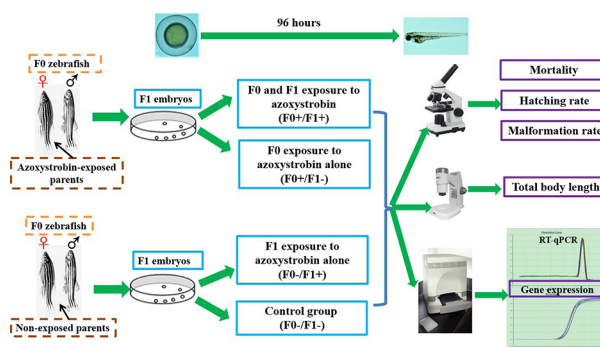 96 hours
F0 zebrafish
♀ ♂
Azoxystrobin-exposed
parents
F1 embryos
F0 and F1 exposure to
azoxystrobin
(F0+/F1+)
F0 exposure to
azoxystrobin alone
(F0+/F1-)
F0 zebrafish
♀ ♂
Non-exposed parents
F1 embryos
F1 exposure to
azoxystrobin alone
(F0-/F1+)
Control group
(F0-/F1-)
Mortality
Hatching rate
Malformation rate
Total body length
RT-qPCR
Gene expression